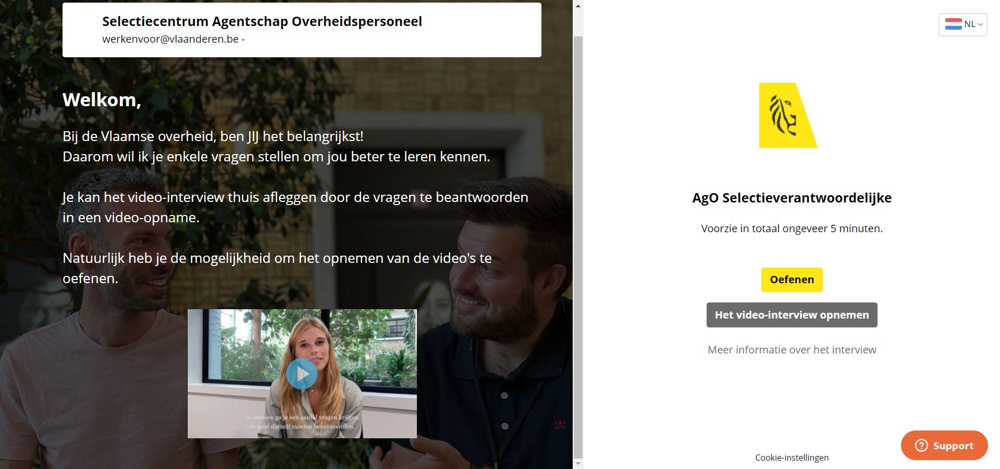 Selectiecentrum Agentschap Overheidspersoneel
werkenvoor@vlaanderen.be -
Welkom,
Bij de Vlaamse overheid, ben JIJ het belangrijkst!
Daarom wil ik je enkele vragen stellen om jou beter te leren kennen.
Je kan het video-interview thuis afleggen door de vragen te beantwoorden
in een video-opname.
Natuurlijk heb je de mogelijkheid om het opnemen van de video's te
oefenen.
Zo meteen ga je een aantal vragen krijgen.
Je gaat die zelf moeten beantwoorden.
NL
AgO Selectieverantwoordelijke
Voorzie in totaal ongeveer 5 minuten.
Oefenen
Het video-interview opnemen
Meer informatie over het interview
Support
Cookie-instellingen